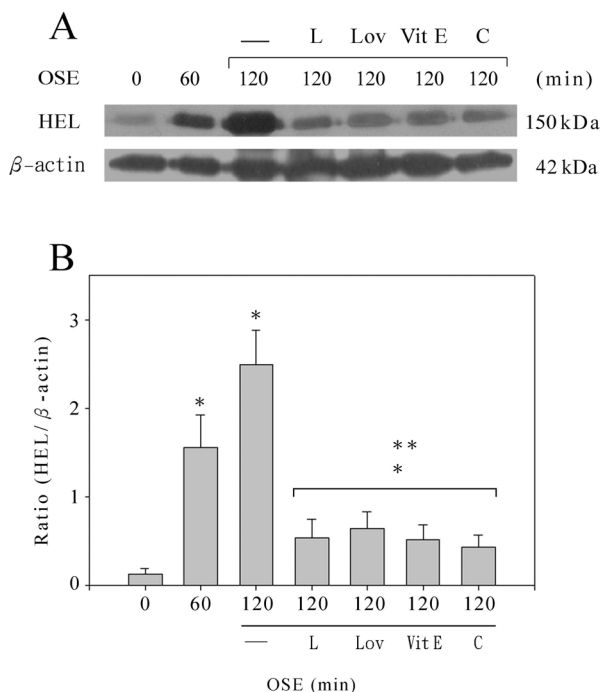 A
— L Lov Vit E C
OSE 0 60 120 120 120 120 120 (min)
HEL 150 kDa
β-actin 42 kDa
B
Ratio (HEL/β-actin)
3
2
1
0
*
*
**
*
0 60 120 120 120 120 120
— L Lov Vit E C
OSE (min)